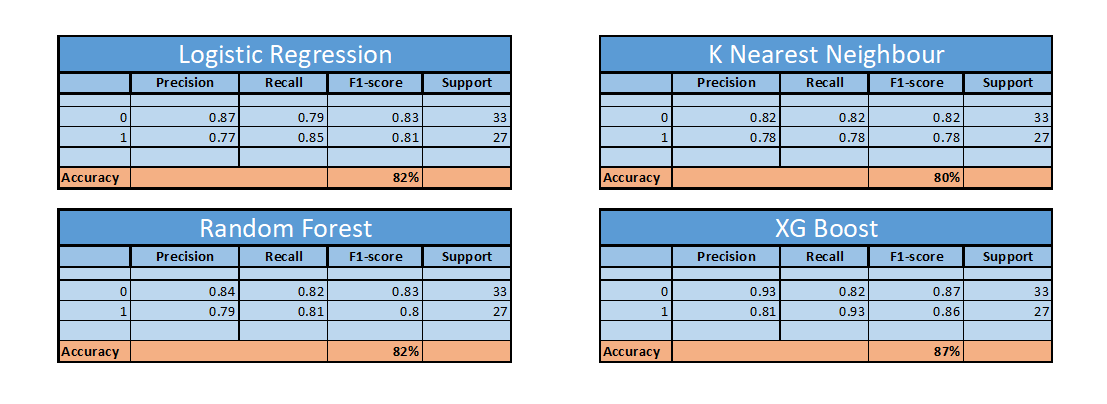 Logistic Regression
Precision Recall F1-score Support
0 0.87 0.79 0.83 33
1 0.77 0.85 0.81 27
Accuracy 82%
K Nearest Neighbour
Precision Recall F1-score Support
0 0.82 0.82 0.82 33
1 0.78 0.78 0.78 27
Accuracy 80%
Random Forest
Precision Recall F1-score Support
0 0.84 0.82 0.83 33
1 0.79 0.81 0.8 27
Accuracy 82%
XG Boost
Precision Recall F1-score Support
0 0.93 0.82 0.87 33
1 0.81 0.93 0.86 27
Accuracy 87%